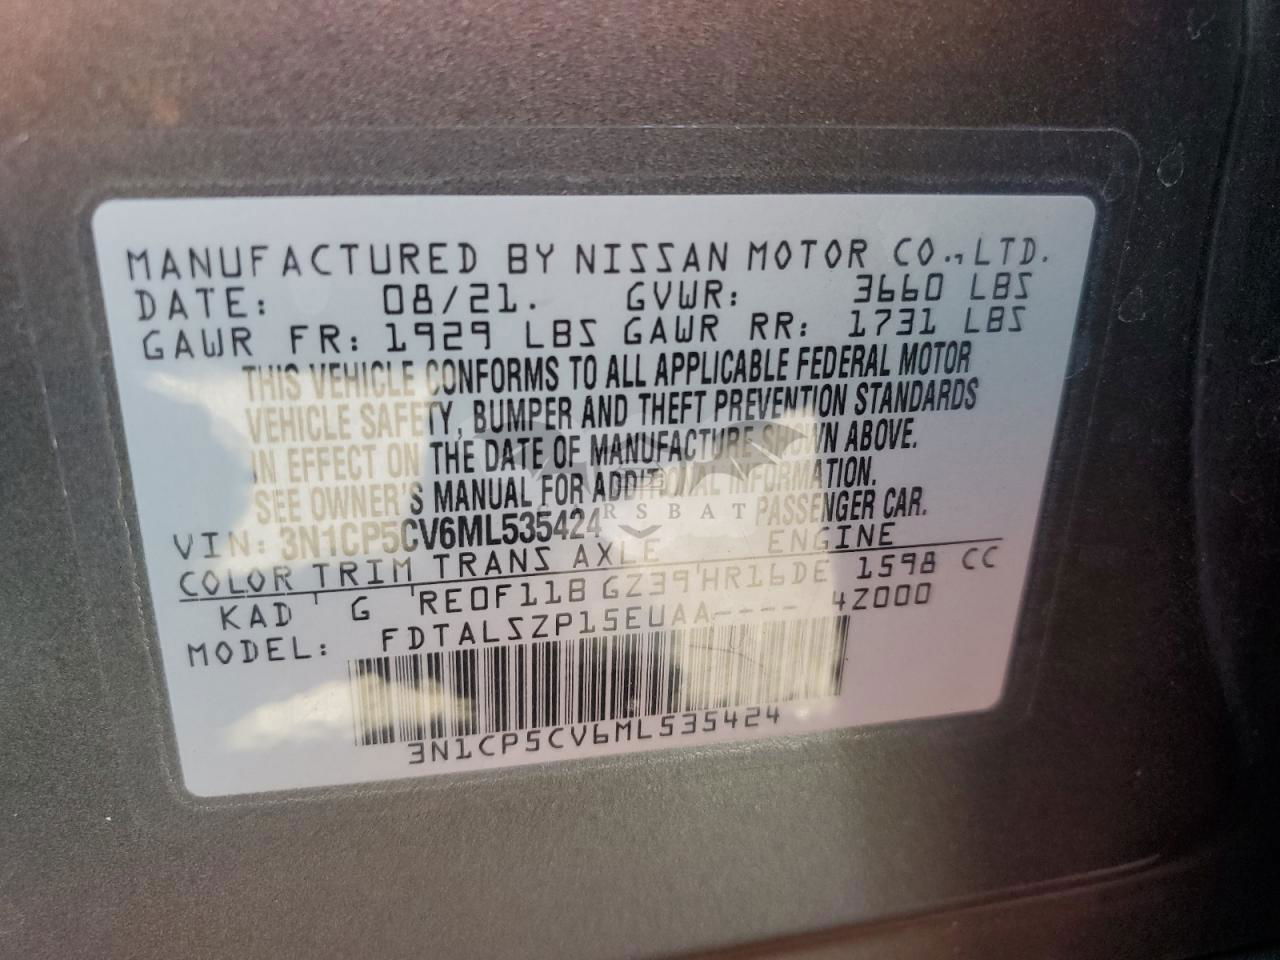 MANUFACTURED BY NISSAN MOTOR CO.,LTD.
DATE: 08/21. GVWR: 3660 LBS
GAWR FR: 1929 LBS GAWR RR: 1731 LBS
THIS VEHICLE CONFORMS TO ALL APPLICABLE FEDERAL MOTOR
VEHICLE SAFETY, BUMPER AND THEFT PREVENTION STANDARDS
IN EFFECT ON THE DATE OF MANUFACTURE SHOWN ABOVE.
SEE OWNER'S MANUAL FOR ADDITIONAL INFORMATION.
CARSBAT
VIN: 3N1CP5CV6ML535424 PASSENGER CAR.
COLOR TRIM TRANS AXLE ENGINE
KAD G RE0F11B GZ39 HR16DE 1598 CC
MODEL: FDTALSZP15EUAA---- 4Z000
3N1CP5CV6ML535424